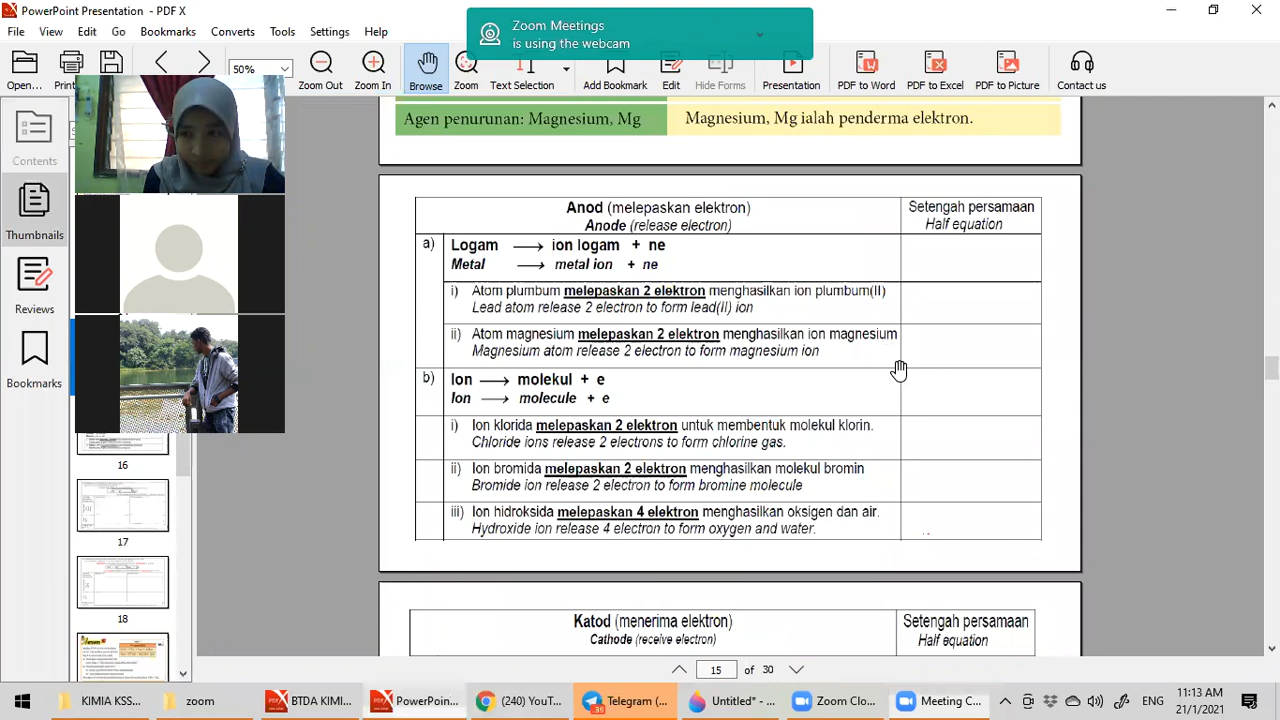 PowerPoint Presentation - PDF X
Zoom Meetings
is using the webcam
File View Edit Go Bookmarks Converts Tools Settings Help
50%
Open... Print Zoom Out Zoom In Browse Zoom Text Selection Add Bookmark Edit Hide Forms Presentation PDF to Word PDF to Excel PDF to Picture Contact us
Contents
Thumbnails
Reviews
Bookmarks
16
17
18
Agen penurunan: Magnesium, Mg
Magnesium, Mg ialah penderma elektron.
Anod (melepaskan elektron)
Anode (release electron)
Setengah persamaan
Half equation
a) Logam ⟶ ion logam + ne
Metal ⟶ metal ion + ne
i) Atom plumbum melepaskan 2 elektron menghasilkan ion plumbum(II)
Lead atom release 2 electron to form lead(II) ion
ii) Atom magnesium melepaskan 2 elektron menghasilkan ion magnesium
Magnesium atom release 2 electron to form magnesium ion
b) Ion ⟶ molekul + e
Ion ⟶ molecule + e
i) Ion klorida melepaskan 2 elektron untuk membentuk molekul klorin.
Chloride ions release 2 electrons to form chlorine gas.
ii) Ion bromida melepaskan 2 elektron menghasilkan molekul bromin
Bromide ion release 2 electron to form bromine molecule
iii) Ion hidroksida melepaskan 4 elektron menghasilkan oksigen dan air.
Hydroxide ion release 4 electron to form oxygen and water.
Katod (menerima elektron)
Cathode (receive electron)
Setengah persamaan
Half equation
15 of 30
KIMIA KSS... zoom BTDA KIMI... PowerPoin... (240) YouT... Telegram (... 36 Untitled* - ... Zoom Clo... Meeting C... ENG
11:13 AM
21/1/2021